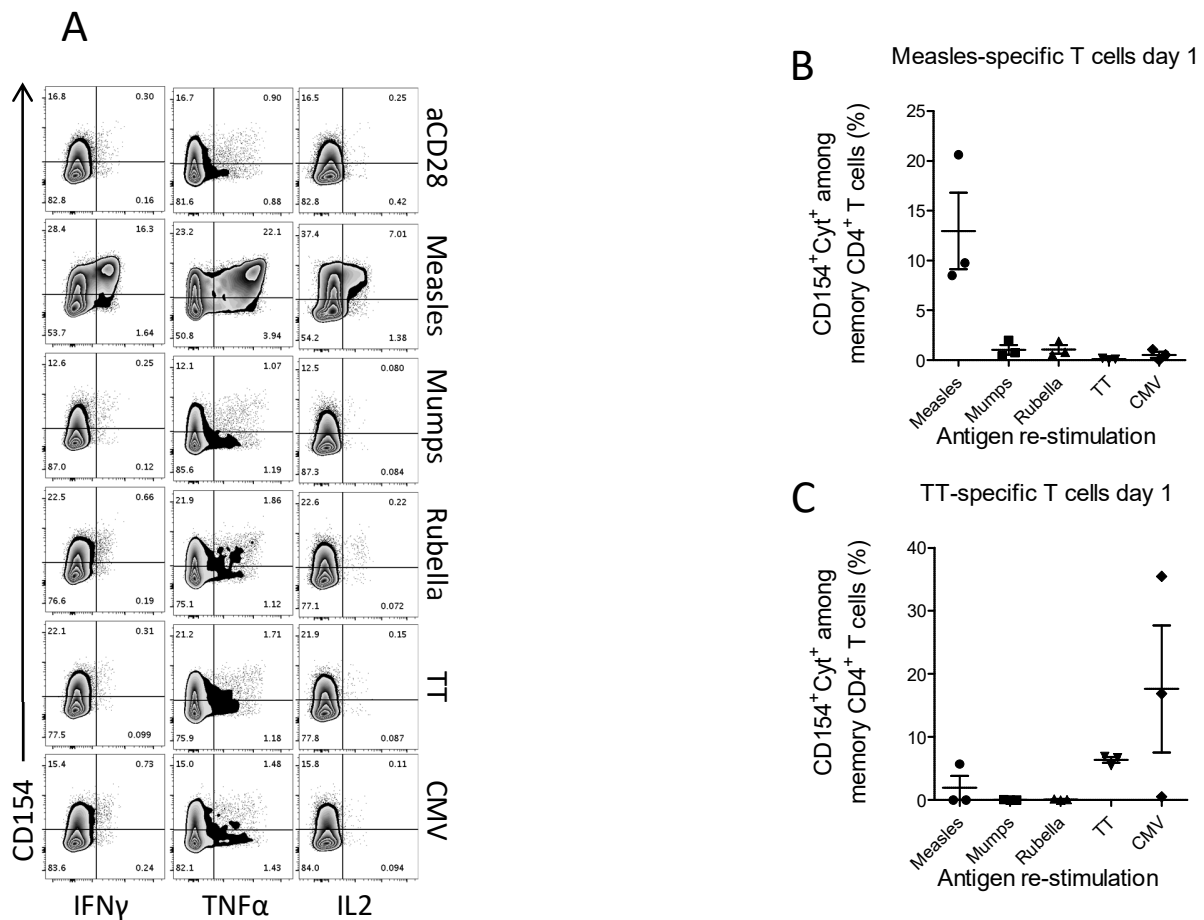 A
16.8 0.30 16.7 0.90 16.5 0.25
82.8 0.16 81.6 0.88 82.8 0.42
aCD28
28.4 16.3 23.2 22.1 37.4 7.01
53.7 1.64 50.8 3.94 54.2 1.38
Measles
12.6 0.25 12.1 1.07 12.5 0.080
87.0 0.12 85.6 1.19 87.3 0.084
Mumps
22.5 0.66 21.9 1.86 22.6 0.22
76.6 0.19 75.1 1.12 77.1 0.072
Rubella
22.1 0.31 21.2 1.71 21.9 0.15
77.5 0.099 75.9 1.18 77.8 0.087
TT
15.4 0.73 15.0 1.48 15.8 0.11
83.6 0.24 82.1 1.43 84.0 0.094
CMV
CD154
IFNγ TNFα IL2
B
Measles-specific T cells day 1
CD154⁺Cyt⁺ among
memory CD4⁺ T cells (%)
25
20
15
10
5
0
Measles Mumps Rubella TT CMV
Antigen re-stimulation
C
TT-specific T cells day 1
CD154⁺Cyt⁺ among
memory CD4⁺ T cells (%)
40
30
20
10
0
Measles Mumps Rubella TT CMV
Antigen re-stimulation